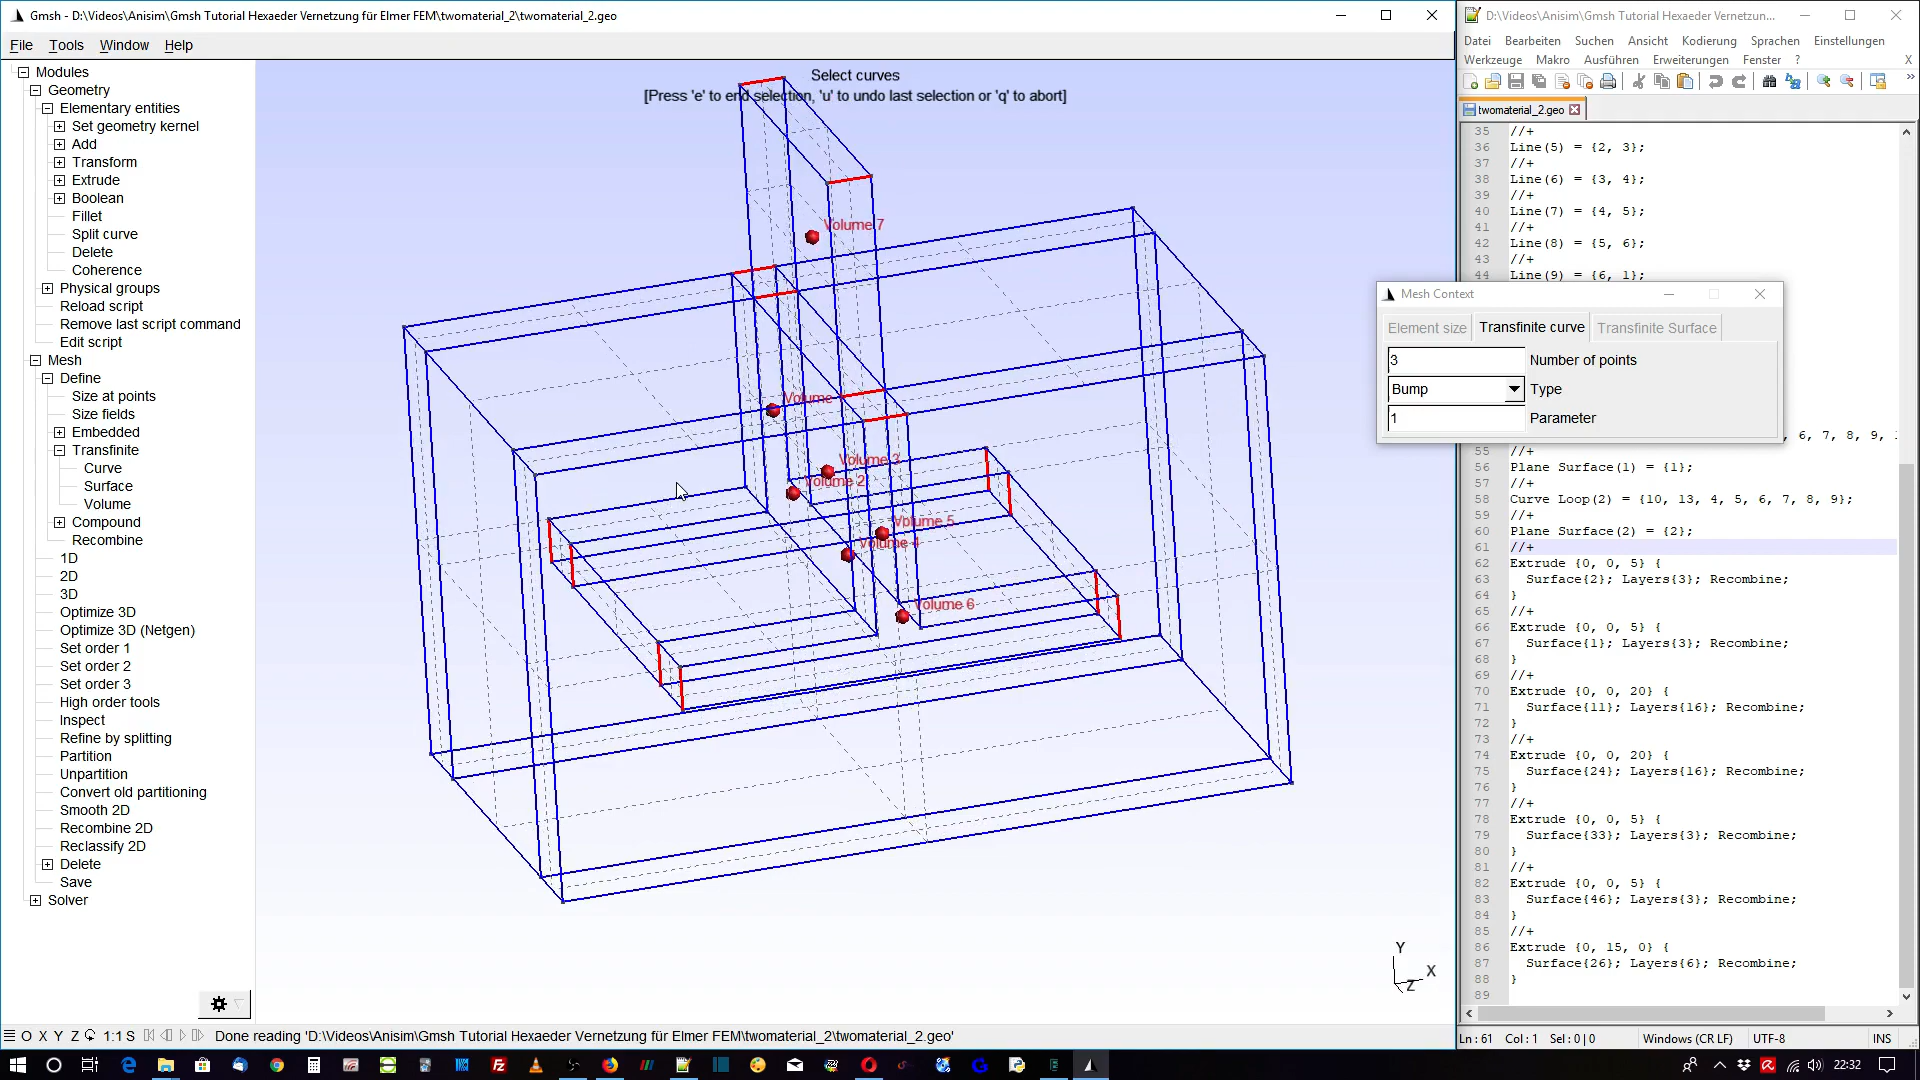 Gmsh - D:\Videos\Anisim\Gmsh Tutorial Hexaeder Vernetzung für Elmer FEM\twomaterial_2\twomaterial_2.geo
File Tools Window Help
Modules
Geometry
Elementary entities
Set geometry kernel
Add
Transform
Extrude
Boolean
Fillet
Split curve
Delete
Coherence
Physical groups
Reload script
Remove last script command
Edit script
Mesh
Define
Size at points
Size fields
Embedded
Transfinite
Curve
Surface
Volume
Compound
Recombine
1D
2D
3D
Optimize 3D
Optimize 3D (Netgen)
Set order 1
Set order 2
Set order 3
High order tools
Inspect
Refine by splitting
Partition
Unpartition
Convert old partitioning
Smooth 2D
Recombine 2D
Reclassify 2D
Delete
Save
Solver
Select curves
[Press 'e' to end selection, 'u' to undo last selection or 'q' to abort]
Volume 7
Volume
Volume 3
Volume 2
Volume 5
Volume 4
Volume 6
Y
X
Z
O X Y Z 1:1 S Done reading 'D:\Videos\Anisim\Gmsh Tutorial Hexaeder Vernetzung für Elmer FEM\twomaterial_2\twomaterial_2.geo'
D:\Videos\Anisim\Gmsh Tutorial Hexaeder Vernetzun...
Datei Bearbeiten Suchen Ansicht Kodierung Sprachen Einstellungen
Werkzeuge Makro Ausführen Erweiterungen Fenster ? X
twomaterial_2.geo
35 //+
36 Line(5) = {2, 3};
37 //+
38 Line(6) = {3, 4};
39 //+
40 Line(7) = {4, 5};
41 //+
42 Line(8) = {5, 6};
43 //+
44 Line(9) = {6, 1};
Mesh Context
Element size Transfinite curve Transfinite Surface
3 Number of points
Bump Type
1 Parameter
6, 7, 8, 9,
55 //+
56 Plane Surface(1) = {1};
57 //+
58 Curve Loop(2) = {10, 13, 4, 5, 6, 7, 8, 9};
59 //+
60 Plane Surface(2) = {2};
61 //+
62 Extrude {0, 0, 5} {
63 Surface{2}; Layers{3}; Recombine;
64 }
65 //+
66 Extrude {0, 0, 5} {
67 Surface{1}; Layers{3}; Recombine;
68 }
69 //+
70 Extrude {0, 0, 20} {
71 Surface{11}; Layers{16}; Recombine;
72 }
73 //+
74 Extrude {0, 0, 20} {
75 Surface{24}; Layers{16}; Recombine;
76 }
77 //+
78 Extrude {0, 0, 5} {
79 Surface{33}; Layers{3}; Recombine;
80 }
81 //+
82 Extrude {0, 0, 5} {
83 Surface{46}; Layers{3}; Recombine;
84 }
85 //+
86 Extrude {0, 15, 0} {
87 Surface{26}; Layers{6}; Recombine;
88 }
89
Ln : 61 Col : 1 Sel : 0 | 0 Windows (CR LF) UTF-8 INS
22:32